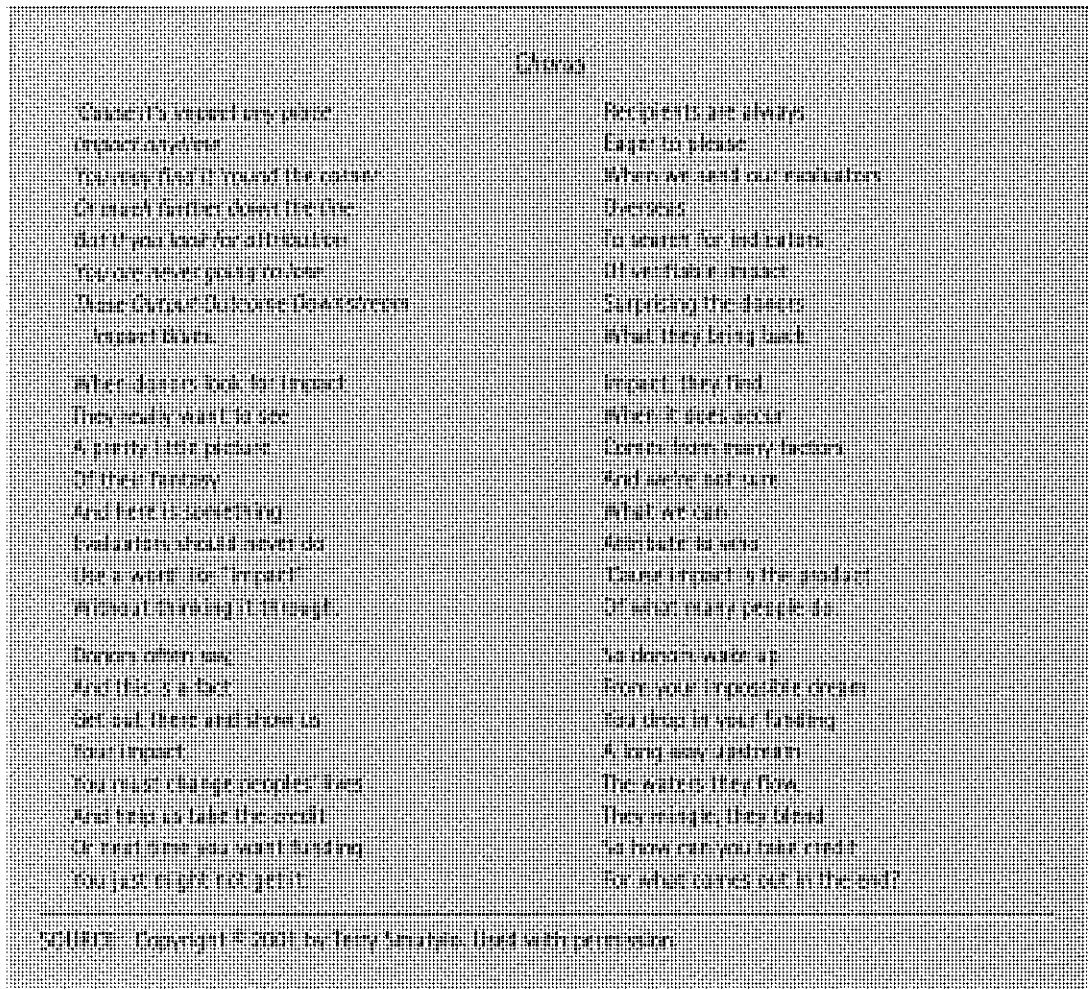 Chorus
'Cause it's impact any place
Impact anytime
You may find it 'round the corner
Or much farther down the line
But if you look for attribution
You are never going to lose
Those Output Outcome Downstream
Impact Blues.
When donors look for impact
They really want to see
A pretty little picture
Of their fantasy
And here is something
Evaluators should never do
Use a word like "impact"
Without thinking it through.
Donors often say,
And this is a fact
Get out there and show us
Your impact
You must change peoples' lives
And help us take the credit
Or next time you want funding
You just might not get it.
Recipients are always
Eager to please
When we send our evaluators
Overseas
To search for indicators
Of verifiable impact
Surprising the donors
What they bring back.
Impact they find
When it does occur
Comes from many factors
And we're not sure
What we can
Attribute to who
'Cause impact is the product
Of what many people do.
So donors wake up
From your impossible dream
You drop in your funding
A long way upstream
The waters they flow,
They mingle, they blend
So how can you take credit
For what comes out in the end?
SOURCE: Copyright © 2001 by Terry Smutylo. Used with permission.